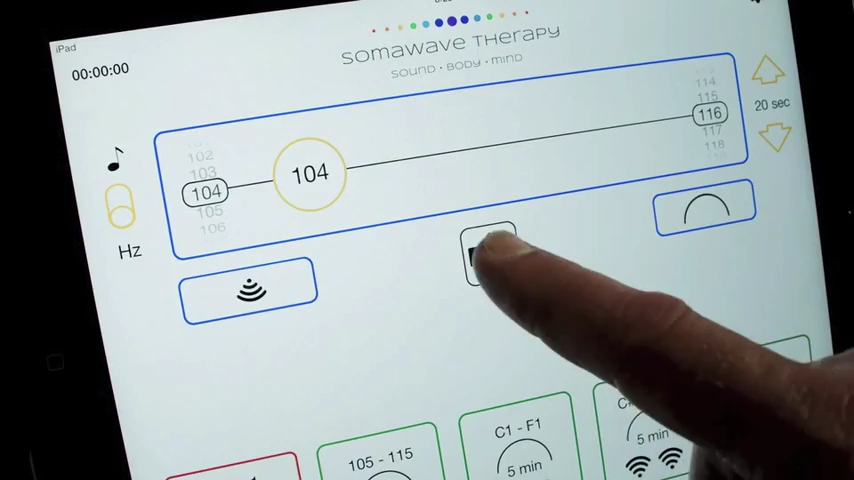 iPad
00:00:00
somawave Therapy
SOUND · BODY · MIND
102
103
104
105
106
104
114
115
116
117
118
20 sec
Hz
105 - 115
C1 - F1
5 min
5 min